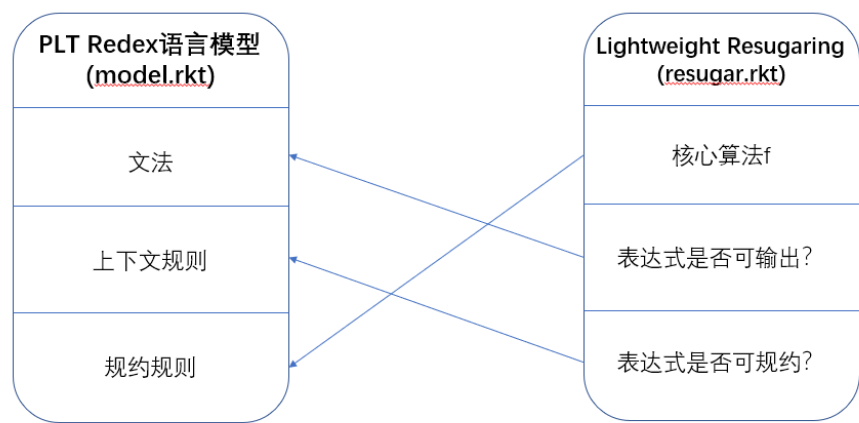 PLT Redex语言模型
(model.rkt)
文法
上下文规则
规约规则
Lightweight Resugaring
(resugar.rkt)
核心算法f
表达式是否可输出？
表达式是否可规约？